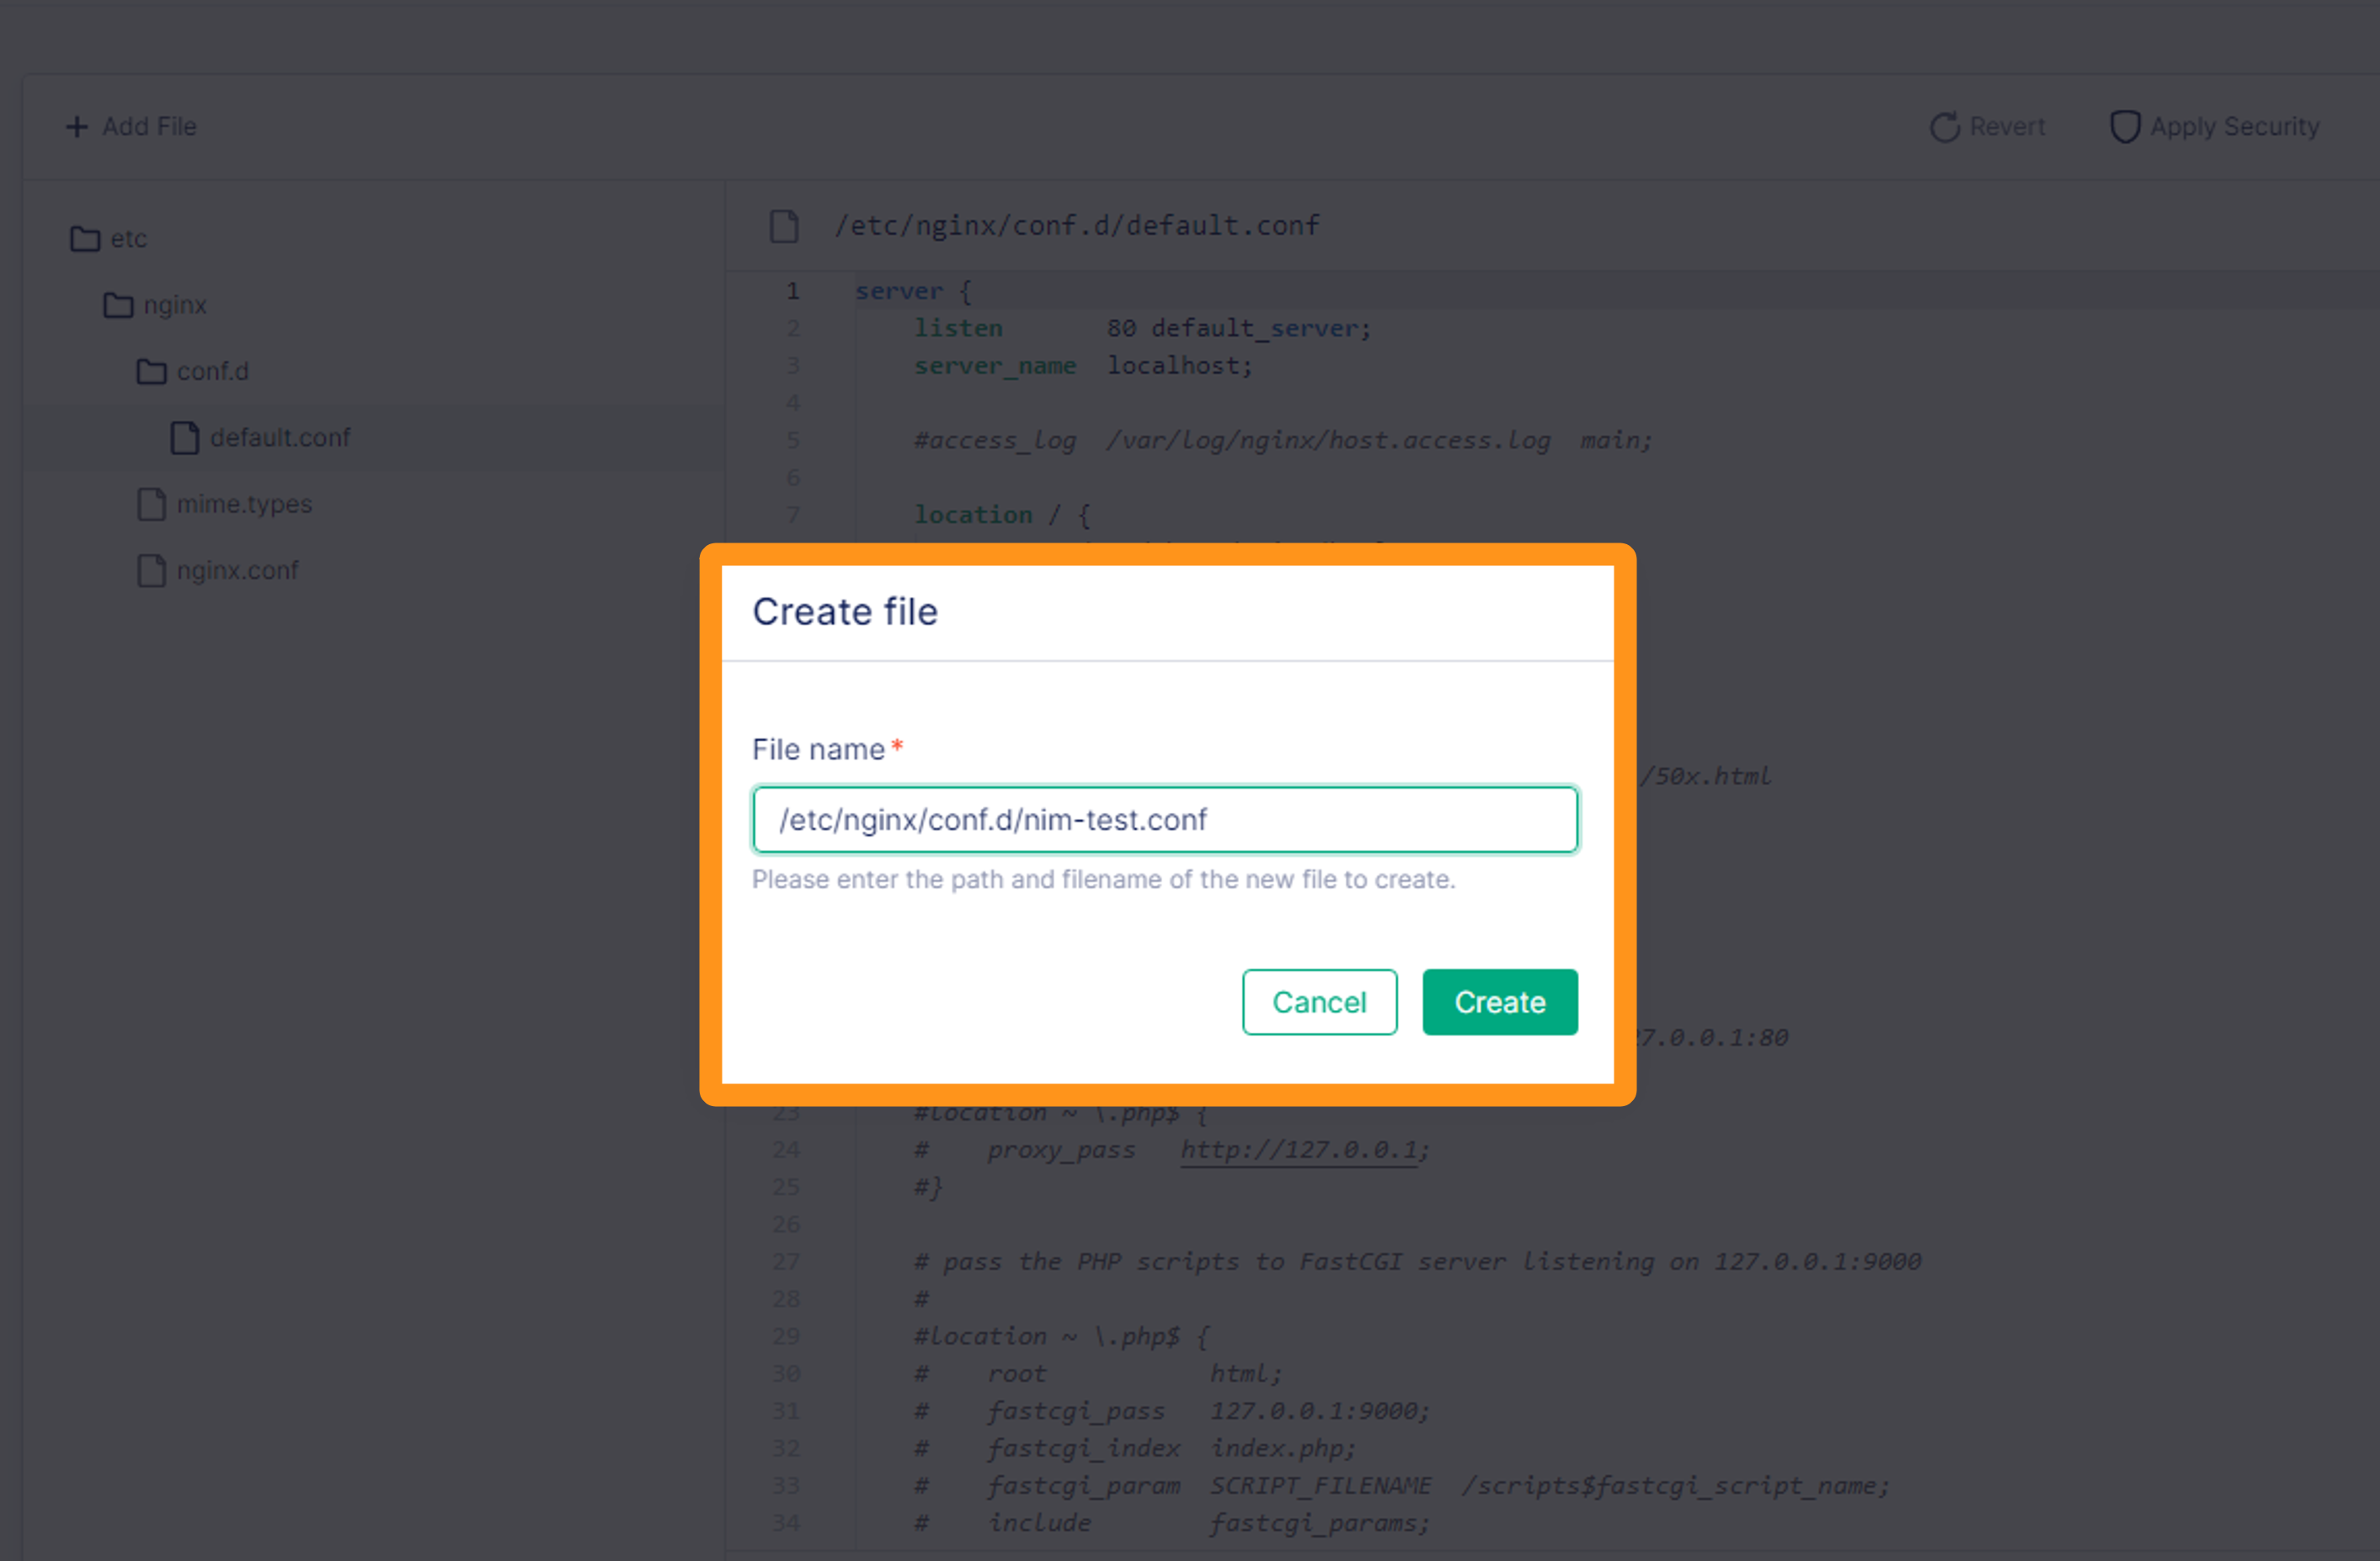 + Add File
Revert
Apply Security
etc
nginx
conf.d
default.conf
mime.types
nginx.conf
/etc/nginx/conf.d/default.conf
1 server {
2 listen 80 default_server;
3 server_name localhost;
4
5 #access_log /var/log/nginx/host.access.log main;
6
7 location / {
Create file
File name*
/etc/nginx/conf.d/nim-test.conf
Please enter the path and filename of the new file to create.
Cancel
Create
/50x.html
27.0.0.1:80
23 #location ~ \.php$ {
24 # proxy_pass http://127.0.0.1;
25 #}
26
27 # pass the PHP scripts to FastCGI server listening on 127.0.0.1:9000
28 #
29 #location ~ \.php$ {
30 # root html;
31 # fastcgi_pass 127.0.0.1:9000;
32 # fastcgi_index index.php;
33 # fastcgi_param SCRIPT_FILENAME /scripts$fastcgi_script_name;
34 # include fastcgi_params;